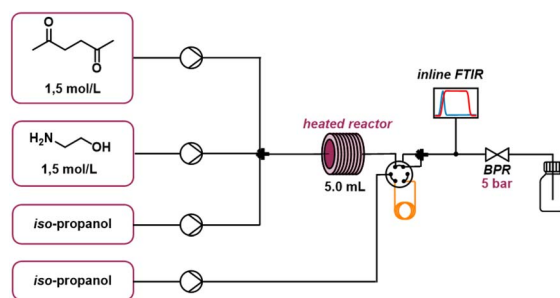 O
O
1,5 mol/L
H₂N
OH
1,5 mol/L
iso-propanol
iso-propanol
heated reactor
5.0 mL
inline FTIR
BPR
5 bar